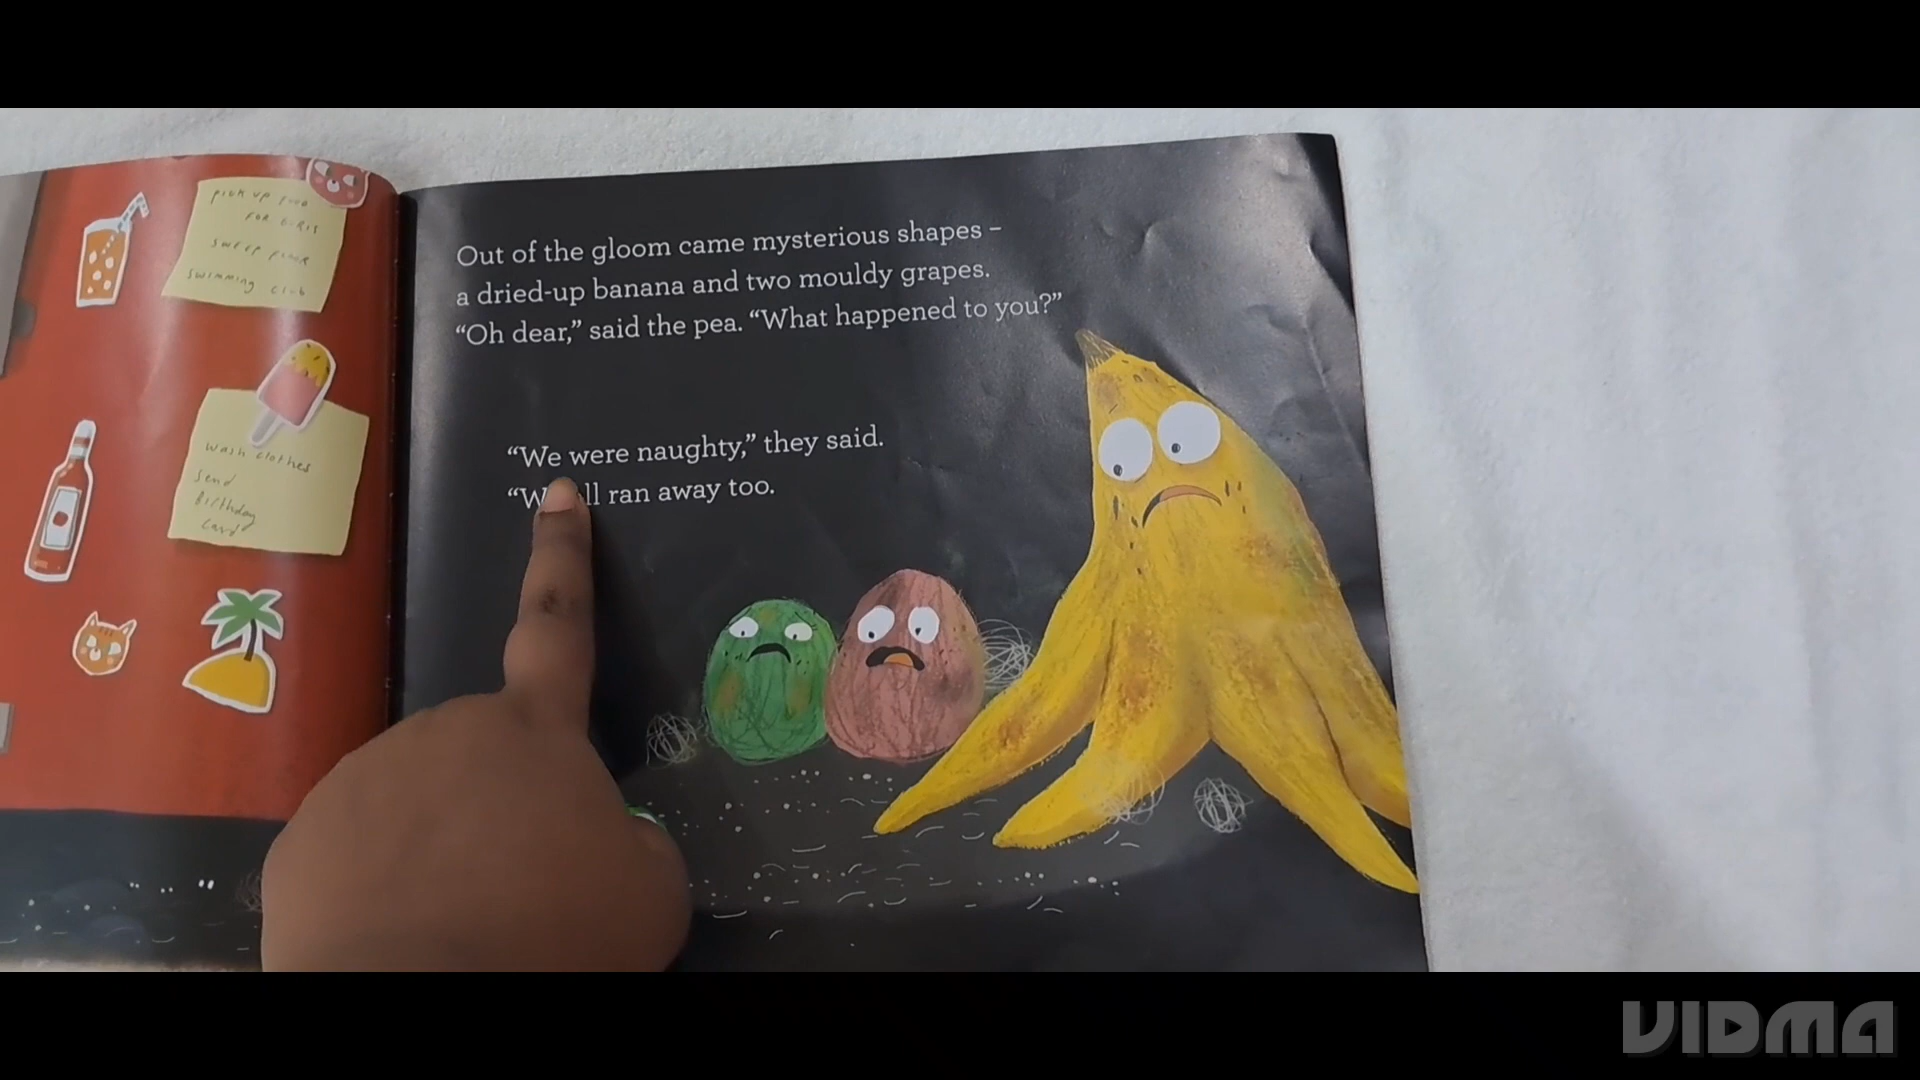 PICK UP FOOD
FOR
SWEEP FLOOR
SWIMMING CLUB
wash clothes
Send
Birthday
Card
Out of the gloom came mysterious shapes –
a dried-up banana and two mouldy grapes.
“Oh dear,” said the pea. “What happened to you?”
“We were naughty,” they said.
ran away too.
VIDMA